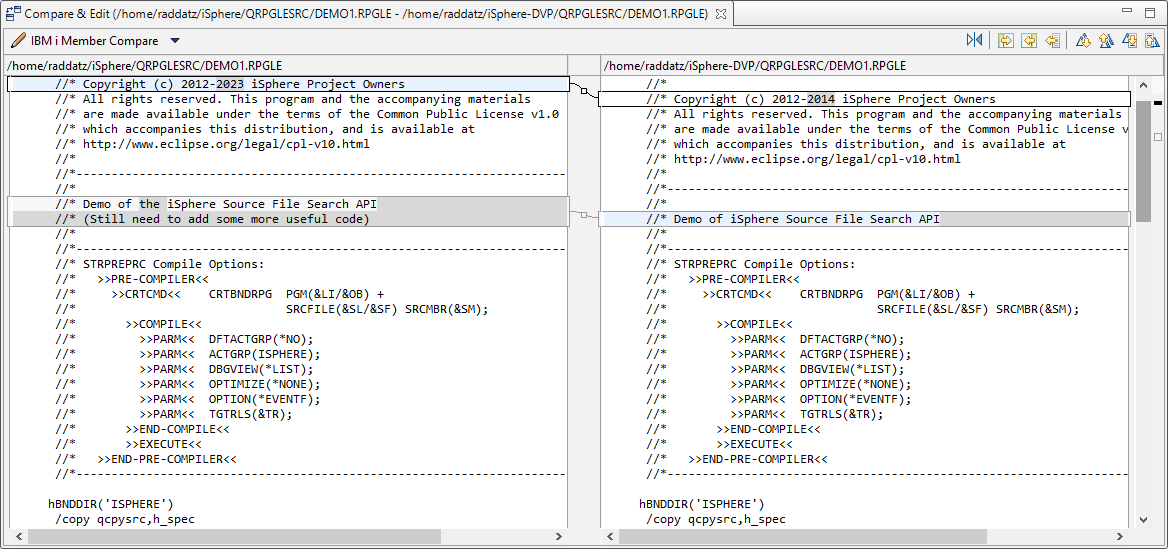 Compare & Edit (/home/raddatz/iSphere/QRPGLESRC/DEMO1.RPGLE - /home/raddatz/iSphere-DVP/QRPGLESRC/DEMO1.RPGLE)
IBM i Member Compare
/home/raddatz/iSphere/QRPGLESRC/DEMO1.RPGLE
//* Copyright (c) 2012-2023 iSphere Project Owners
//* All rights reserved. This program and the accompanying materials
//* are made available under the terms of the Common Public License v1.0
//* which accompanies this distribution, and is available at
//* http://www.eclipse.org/legal/cpl-v10.html
//*
//*----------------------------------------------------------------------
//*
//* Demo of the iSphere Source File Search API
//* (Still need to add some more useful code)
//*
//*----------------------------------------------------------------------
//* STRPREPRC Compile Options:
//*   >>PRE-COMPILER<<
//*     >>CRTCMD<<    CRTBNDRPG  PGM(&LI/&OB) +
//*                              SRCFILE(&SL/&SF) SRCMBR(&SM);
//*       >>COMPILE<<
//*         >>PARM<<  DFTACTGRP(*NO);
//*         >>PARM<<  ACTGRP(ISPHERE);
//*         >>PARM<<  DBGVIEW(*LIST);
//*         >>PARM<<  OPTIMIZE(*NONE);
//*         >>PARM<<  OPTION(*EVENTF);
//*         >>PARM<<  TGTRLS(&TR);
//*       >>END-COMPILE<<
//*       >>EXECUTE<<
//*   >>END-PRE-COMPILER<<
//*----------------------------------------------------------------------
hBNDDIR('ISPHERE')
/copy qcpysrc,h_spec
/home/raddatz/iSphere-DVP/QRPGLESRC/DEMO1.RPGLE
//*
//* Copyright (c) 2012-2014 iSphere Project Owners
//* All rights reserved. This program and the accompanying materials
//* are made available under the terms of the Common Public License v
//* which accompanies this distribution, and is available at
//* http://www.eclipse.org/legal/cpl-v10.html
//*
//*------------------------------------------------------------------
//*
//* Demo of iSphere Source File Search API
//*
//*------------------------------------------------------------------
//* STRPREPRC Compile Options:
//*   >>PRE-COMPILER<<
//*     >>CRTCMD<<    CRTBNDRPG  PGM(&LI/&OB) +
//*                              SRCFILE(&SL/&SF) SRCMBR(&SM);
//*       >>COMPILE<<
//*         >>PARM<<  DFTACTGRP(*NO);
//*         >>PARM<<  ACTGRP(ISPHERE);
//*         >>PARM<<  DBGVIEW(*LIST);
//*         >>PARM<<  OPTIMIZE(*NONE);
//*         >>PARM<<  OPTION(*EVENTF);
//*         >>PARM<<  TGTRLS(&TR);
//*       >>END-COMPILE<<
//*       >>EXECUTE<<
//*   >>END-PRE-COMPILER<<
//*------------------------------------------------------------------
hBNDDIR('ISPHERE')
/copy qcpysrc,h_spec